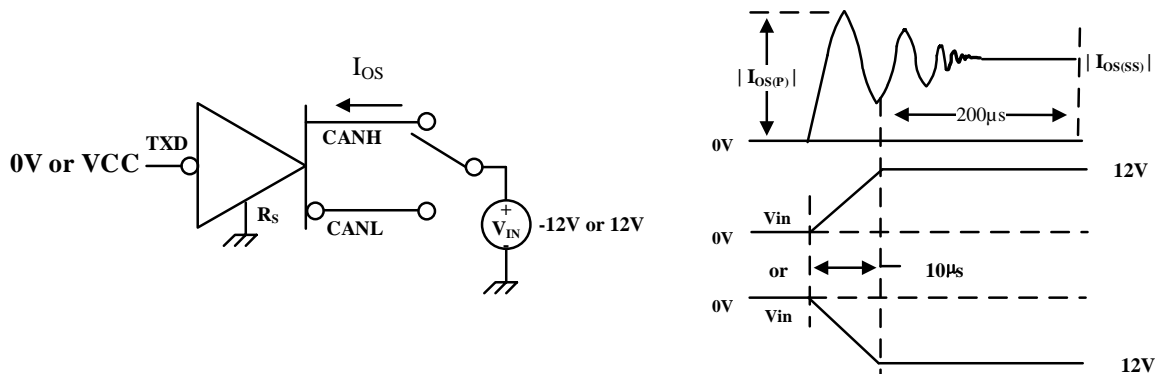 I_OS
TXD
0V or VCC
CANH
R_S
CANL
+
V_IN
-
-12V or 12V
| I_OS(P) |
| I_OS(SS) |
200μs
0V
12V
Vin
0V
or
10μs
0V
Vin
12V